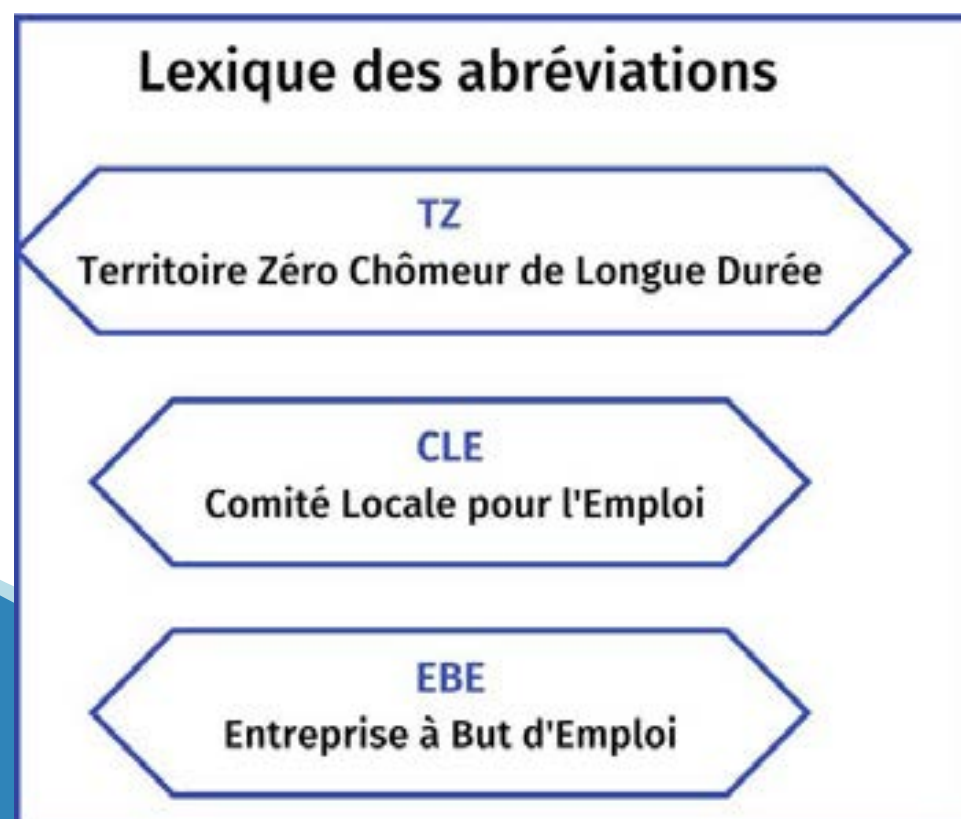 Lexique des abréviations
TZ
Territoire Zéro Chômeur de Longue Durée
CLE
Comité Locale pour l'Emploi
EBE
Entreprise à But d'Emploi